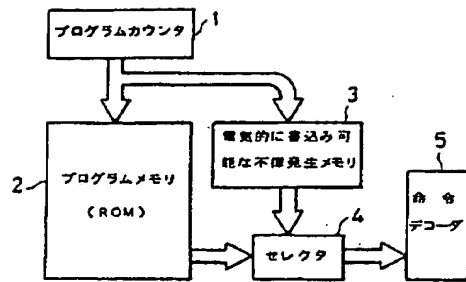 プログラムカウンタ
1
3
電気的に書込み可
能な不揮発生メモリ
5
2
プログラムメモリ
(ROM)
命令
デコーダ
4
セレクタ